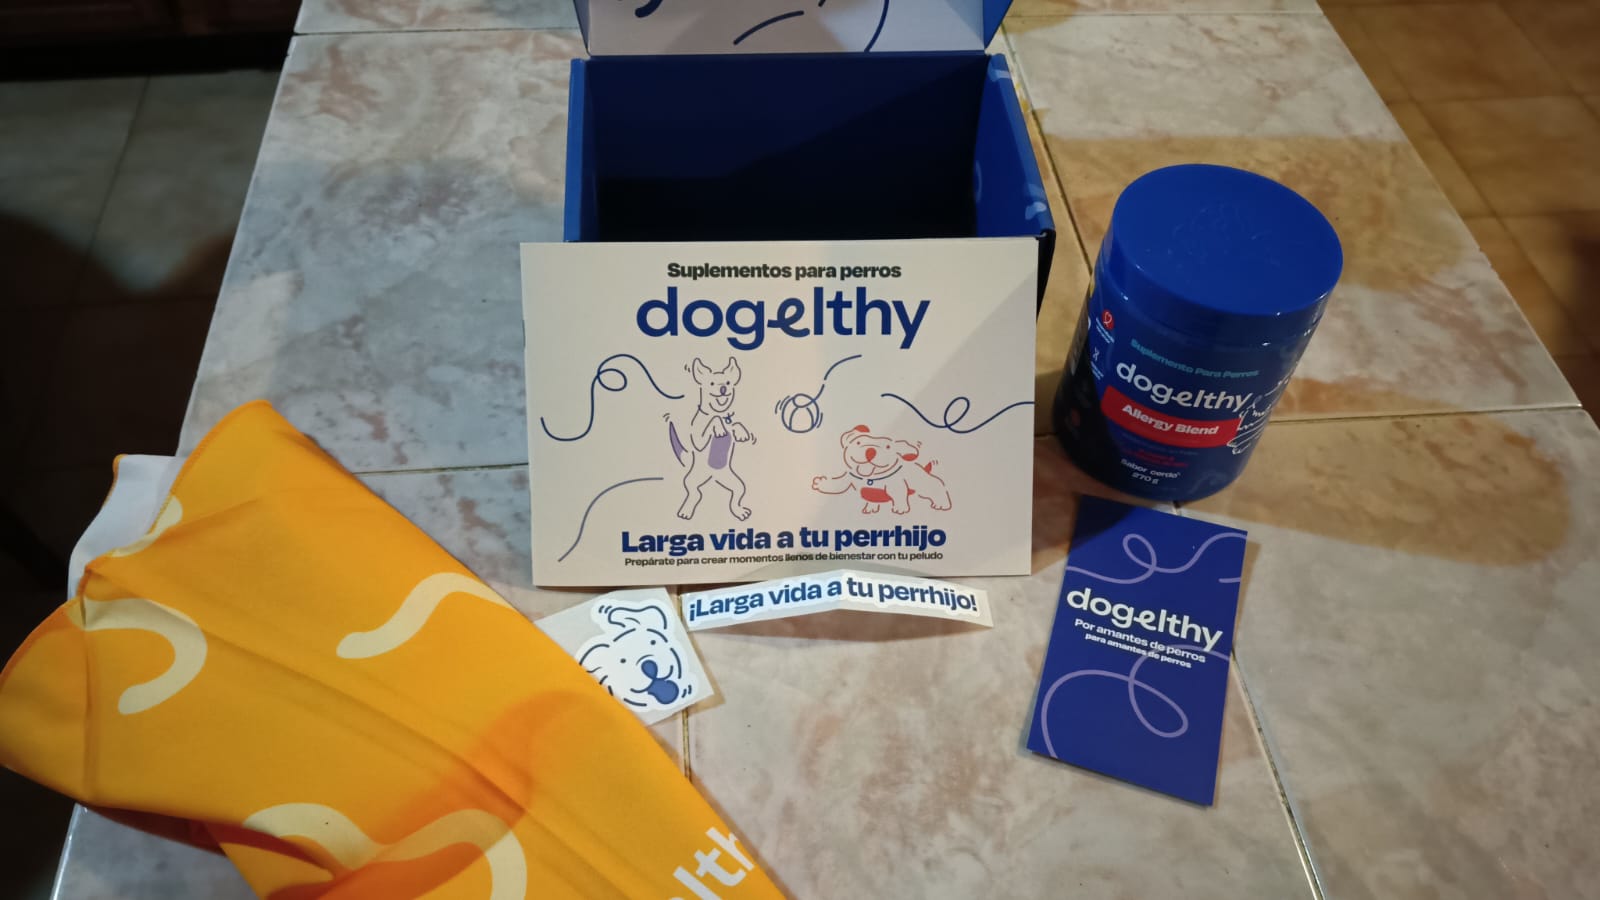 Suplementos para perros
dogelthy
Larga vida a tu perrhijo
Prepárate para crear momentos llenos de bienestar con tu peludo
¡Larga vida a tu perrhijo!
Suplemento Para Perros
dogelthy
Allergy Blend
Sabor cerdo*
270 g
dogelthy
Por amantes de perros
para amantes de perros
elth